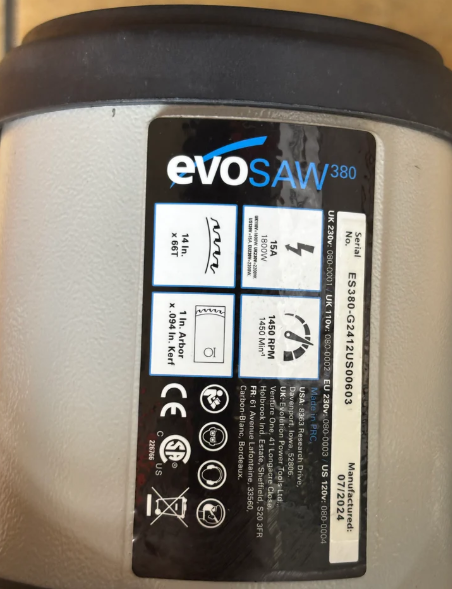 evoSAW380
Serial No. ES380-G2412US00603
Manufactured: 07/2024
UK 230v: 080-0001 / UK 110v: 080-0002 / EU 230v: 080-0003 / US 120v: 080-0004
15A
1800W
1450 RPM
1450 Min⁻¹
14 In.
x 66T
1 In. Arbor
x .094 In. Kerf
Made in PRC,
USA: 8363 Research Drive,
Davenport, Iowa, 52806.
UK: Evolution Power Tools Ltd.
Venture One, 41 Longacre Close,
Holbrook Ind. Estate, Sheffield, S20 3FR
FR: 61 Avenue Lafontaine, 33560,
Carbon-Blanc, Bordeaux.
CE
C US
226766